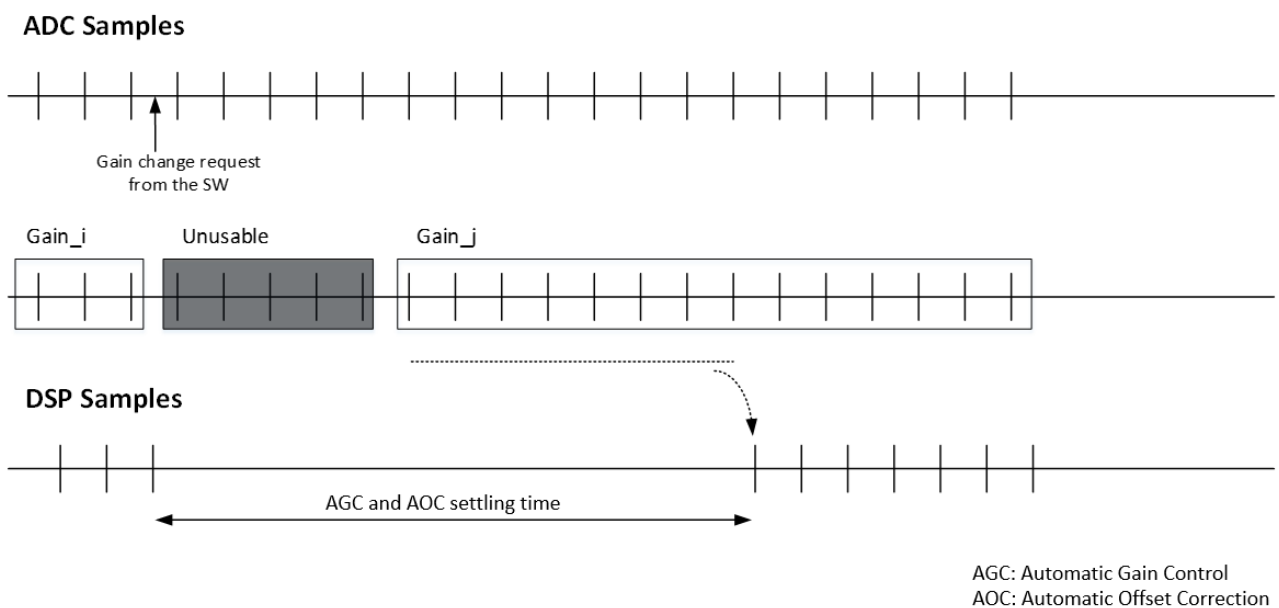 ADC Samples
Gain change request
from the SW
Gain_i
Unusable
Gain_j
DSP Samples
AGC and AOC settling time
AGC: Automatic Gain Control
AOC: Automatic Offset Correction